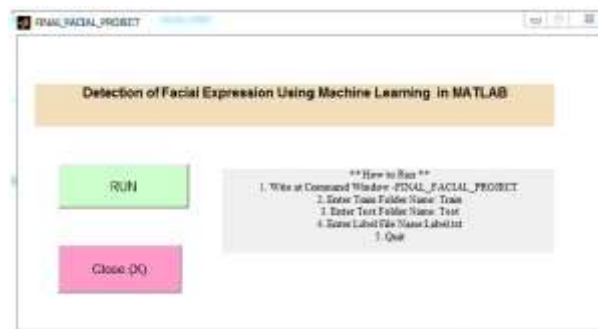 FINAL_FACIAL_PROJECT
Detection of Facial Expression Using Machine Learning in MATLAB
RUN
** How to Run **
1. Write at Command Window -FINAL_FACIAL_PROJECT
2. Enter Train Folder Name: Train
3. Enter Test Folder Name: Test
4. Enter Label File Name Label.txt
5. Quit
Close (X)